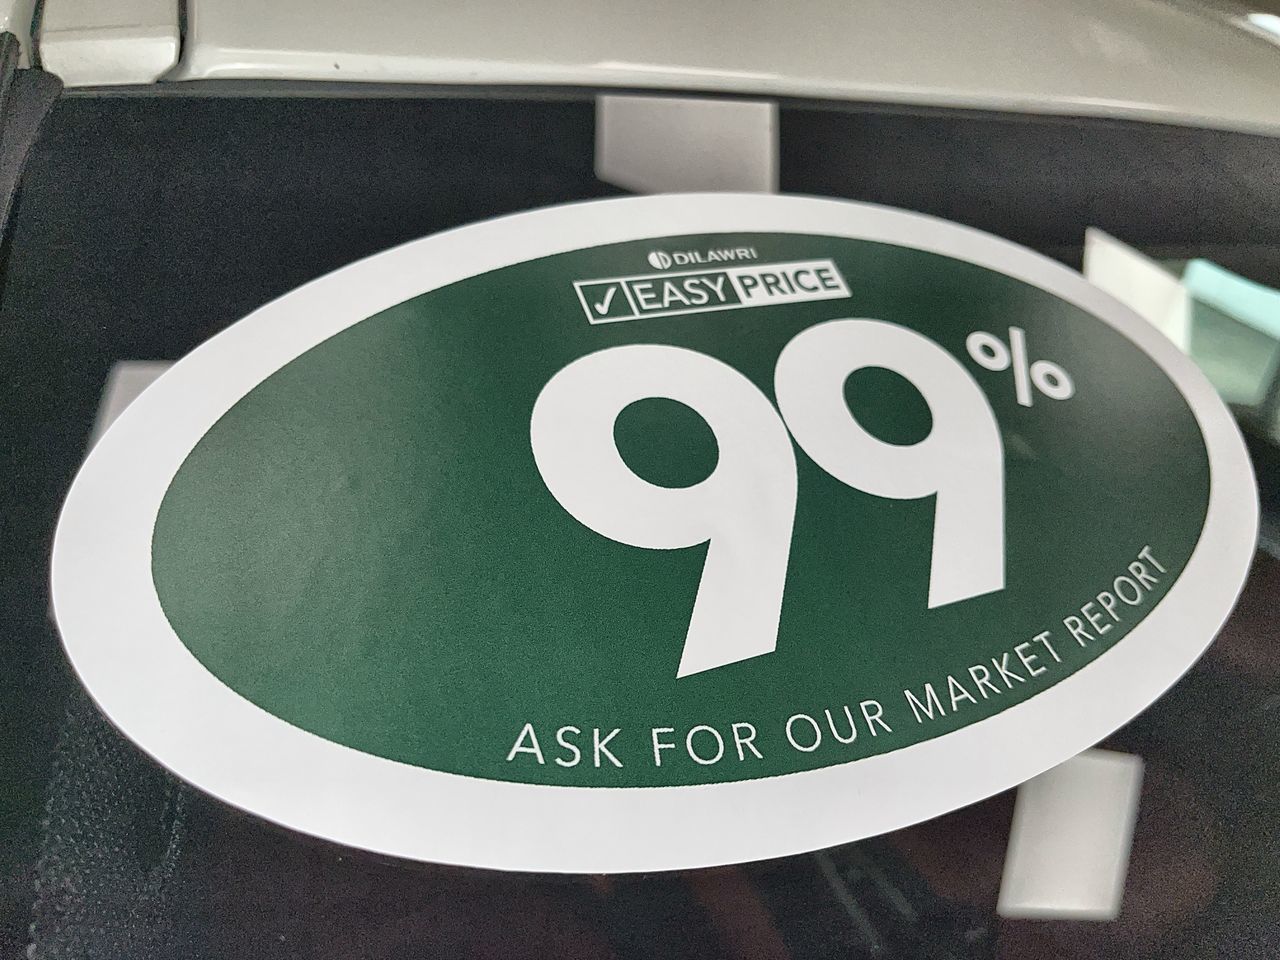 DILAWRI
✓ EASY PRICE
99%
ASK FOR OUR MARKET REPORT